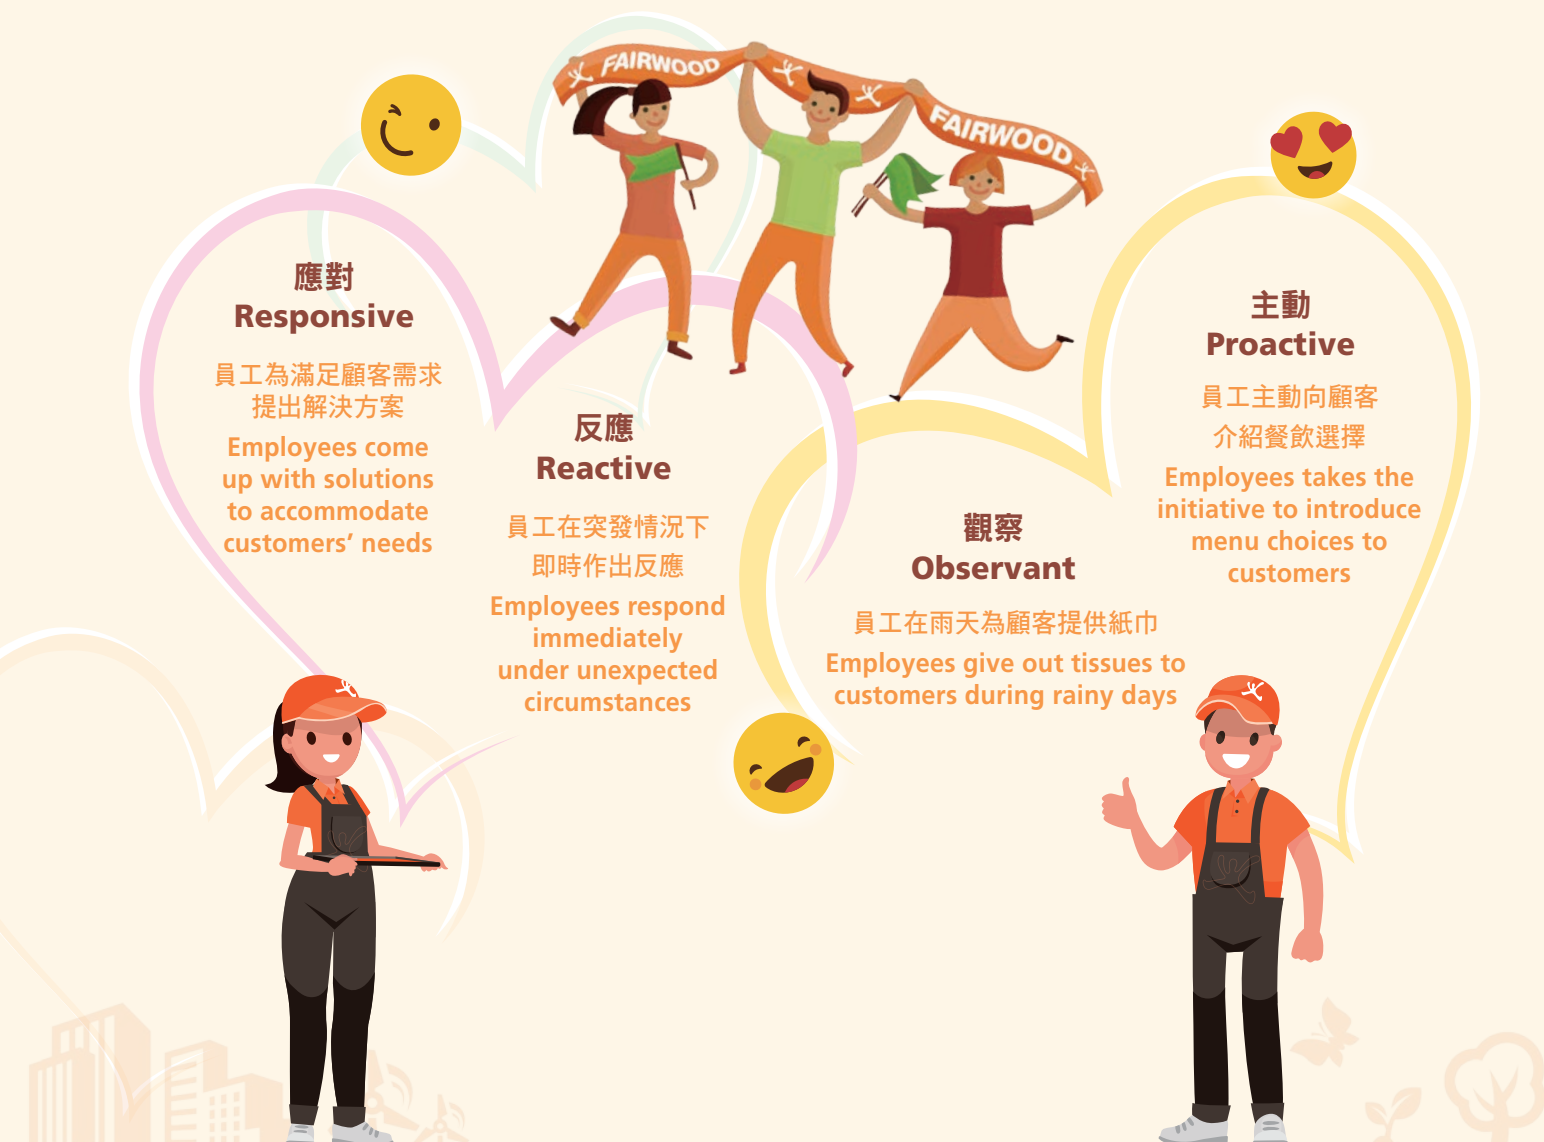 FAIRWOOD
FAIRWOOD
應對
Responsive
員工為滿足顧客需求
提出解決方案
Employees come
up with solutions
to accommodate
customers’ needs
反應
Reactive
員工在突發情況下
即時作出反應
Employees respond
immediately
under unexpected
circumstances
觀察
Observant
員工在雨天為顧客提供紙巾
Employees give out tissues to
customers during rainy days
主動
Proactive
員工主動向顧客
介紹餐飲選擇
Employees takes the
initiative to introduce
menu choices to
customers